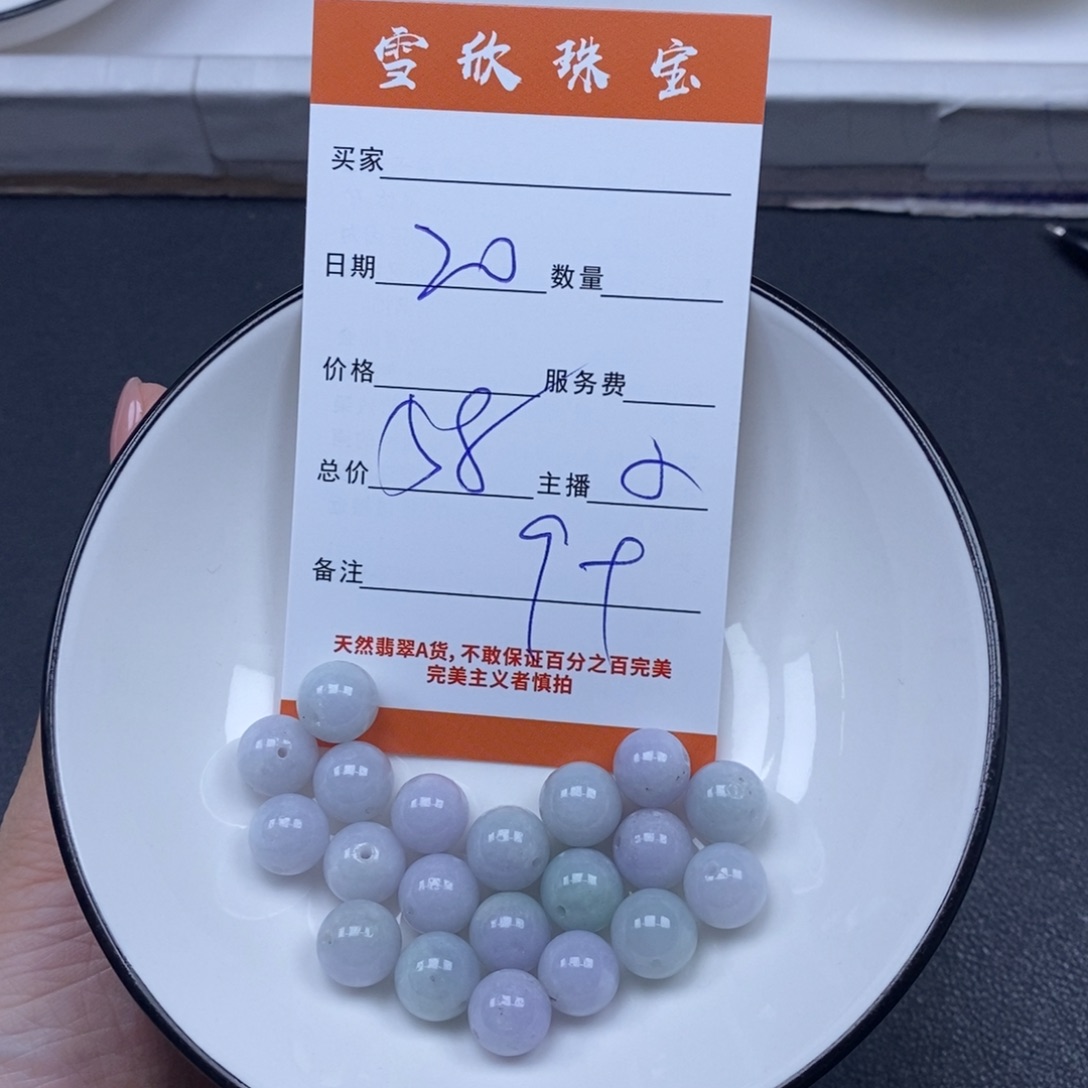 雪欣珠宝
买家
日期 20 数量
价格 服务费
总价 58 主播
备注
天然翡翠A货,不敢保证百分之百完美
完美主义者慎拍